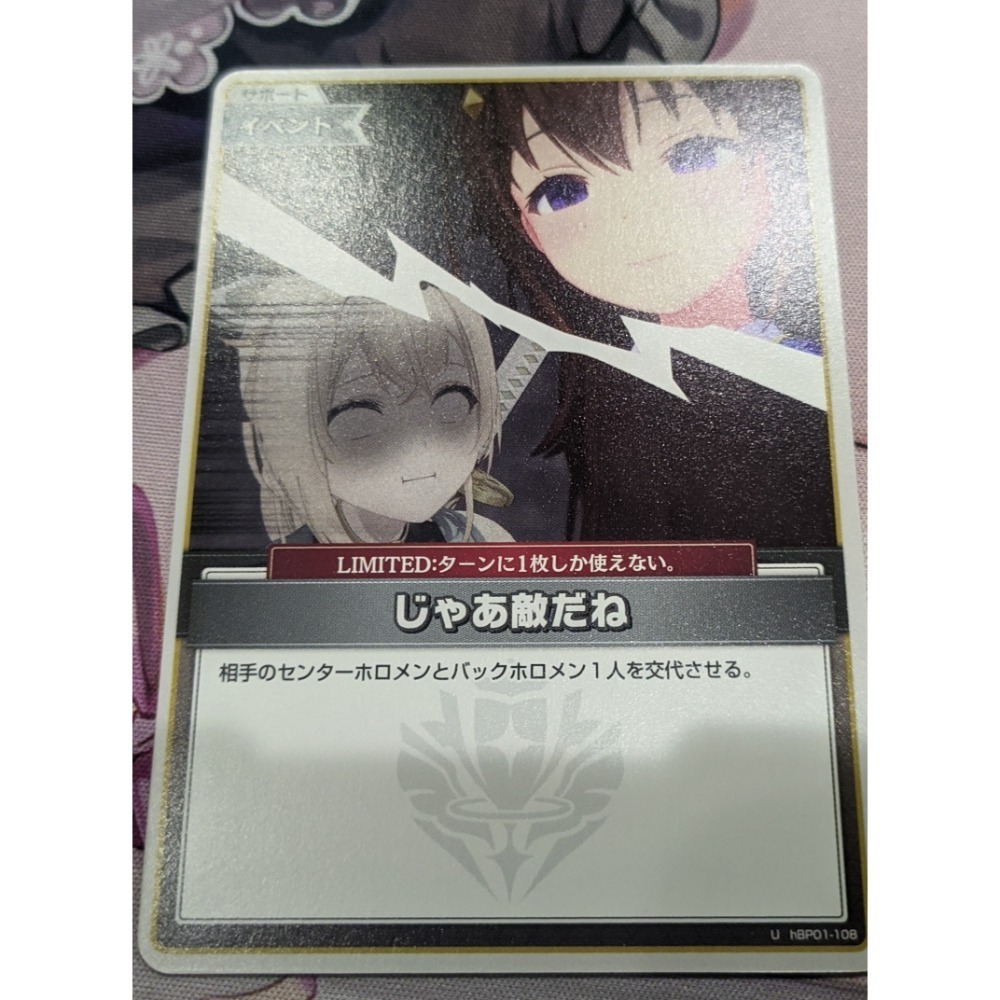 サポート
イベント
LIMITED:ターンに1枚しか使えない。
じゃあ敵だね
相手のセンターホロメンとバックホロメン1人を交代させる。
U hBP01-108